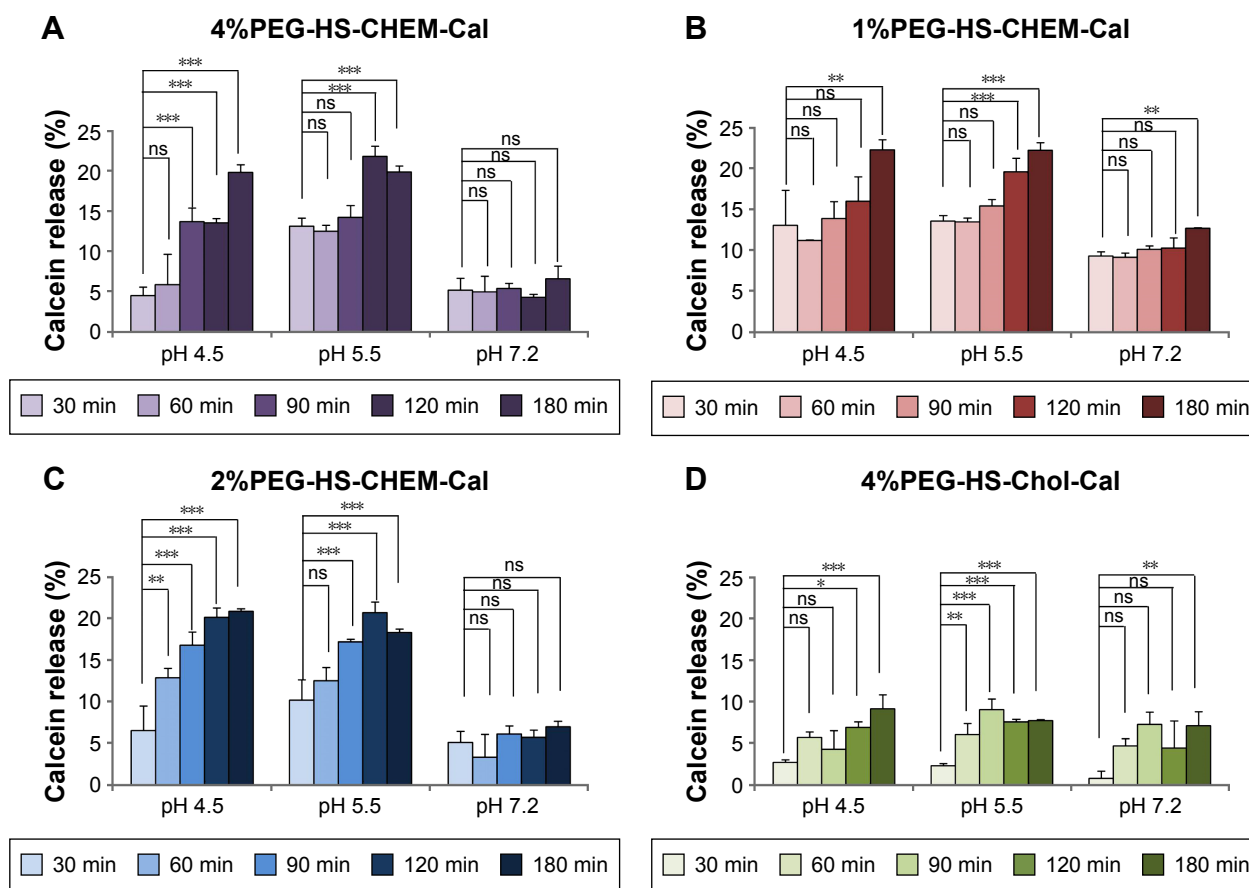 A 4%PEG-HS-CHEM-Cal
Calcein release (%)
25
20
15
10
5
0
ns
***
***
***
ns
ns
***
***
ns
ns
ns
ns
pH 4.5 pH 5.5 pH 7.2
30 min 60 min 90 min 120 min 180 min
B 1%PEG-HS-CHEM-Cal
Calcein release (%)
25
20
15
10
5
0
ns
ns
ns
**
ns
ns
***
***
ns
ns
ns
**
pH 4.5 pH 5.5 pH 7.2
30 min 60 min 90 min 120 min 180 min
C 2%PEG-HS-CHEM-Cal
Calcein release (%)
25
20
15
10
5
0
**
***
***
***
ns
***
***
***
ns
ns
ns
ns
pH 4.5 pH 5.5 pH 7.2
30 min 60 min 90 min 120 min 180 min
D 4%PEG-HS-Chol-Cal
Calcein release (%)
25
20
15
10
5
0
ns
ns
*
***
**
***
***
***
ns
ns
ns
**
pH 4.5 pH 5.5 pH 7.2
30 min 60 min 90 min 120 min 180 min